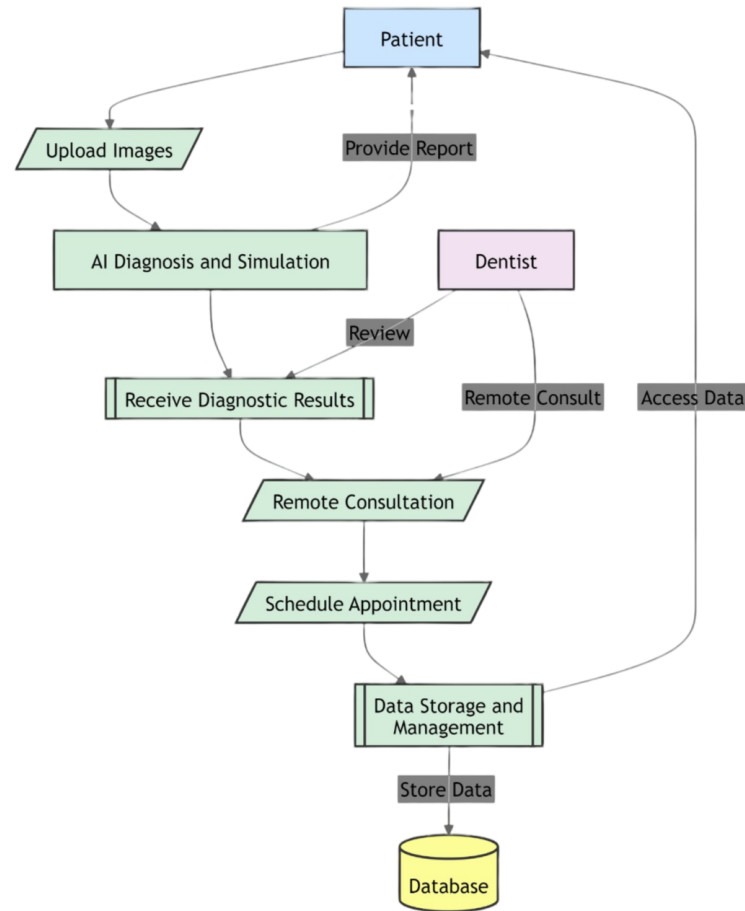 Patient
Upload Images
Provide Report
AI Diagnosis and Simulation
Dentist
Review
Receive Diagnostic Results
Remote Consult
Access Data
Remote Consultation
Schedule Appointment
Data Storage and
Management
Store Data
Database